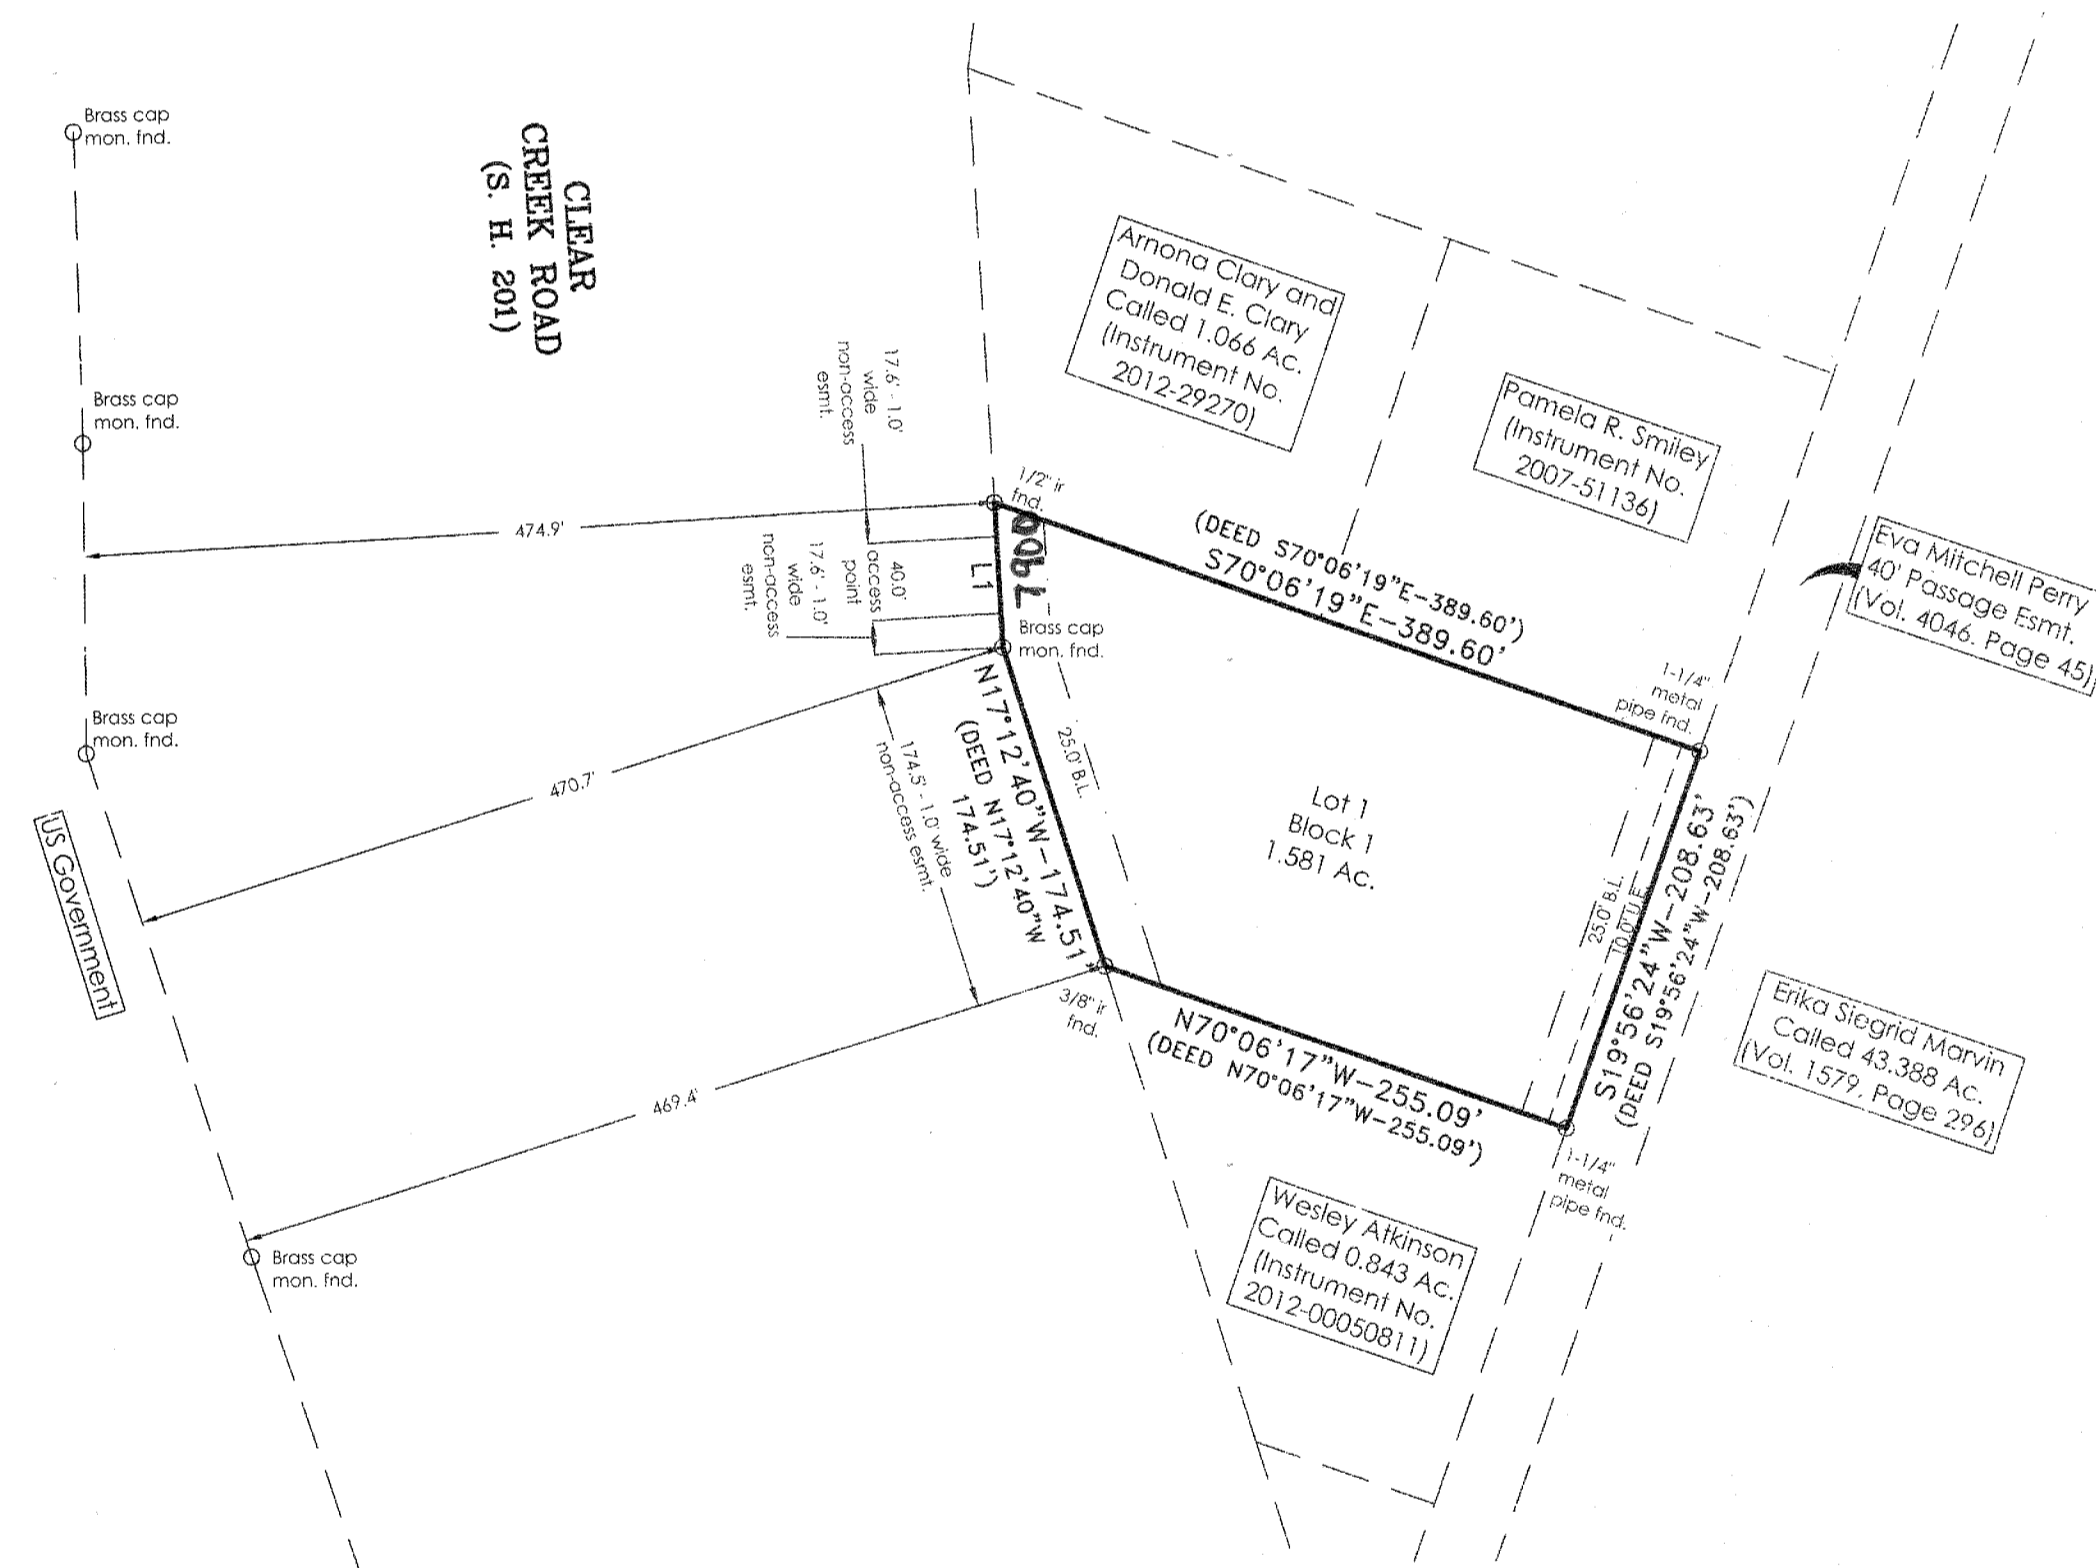 Brass cap
mon. fnd.
CLEAR
CREEK ROAD
(S. H. 201)
Brass cap
mon. fnd.
Brass cap
mon. fnd.
US Government
Brass cap
mon. fnd.
474.9'
470.7'
469.4'
17.6' - 1.0'
wide
non-access
esmt.
40.0'
access
point
17.6' - 1.0'
wide
non-access
esmt.
L1
7900
1/2" ir
fnd.
Brass cap
mon. fnd.
Arnona Clary and
Donald E. Clary
Called 1.066 Ac.
(Instrument No.
2012-29270)
Pamela R. Smiley
(Instrument No.
2007-51136)
Eva Mitchell Perry
40' Passage Esmt.
(Vol. 4046. Page 45)
(DEED S70°06'19"E-389.60')
S70°06'19"E-389.60'
1-1/4"
metal
pipe fnd.
N17°12'40"W-174.51'
(DEED N17°12'40"W
174.51')
174.5' - 1.0' wide
non-access esmt.
25.0' B.L.
Lot 1
Block 1
1.581 Ac.
25.0' B.L.
10.0' U.E.
S19°56'24"W-208.63'
(DEED S19°56'24"W-208.63')
3/8" ir
fnd.
N70°06'17"W-255.09'
(DEED N70°06'17"W-255.09')
1-1/4"
metal
pipe fnd.
Erika Siegrid Marvin
Called 43.388 Ac.
(Vol. 1579, Page 296)
Wesley Atkinson
Called 0.843 Ac.
(Instrument No.
2012-00050811)